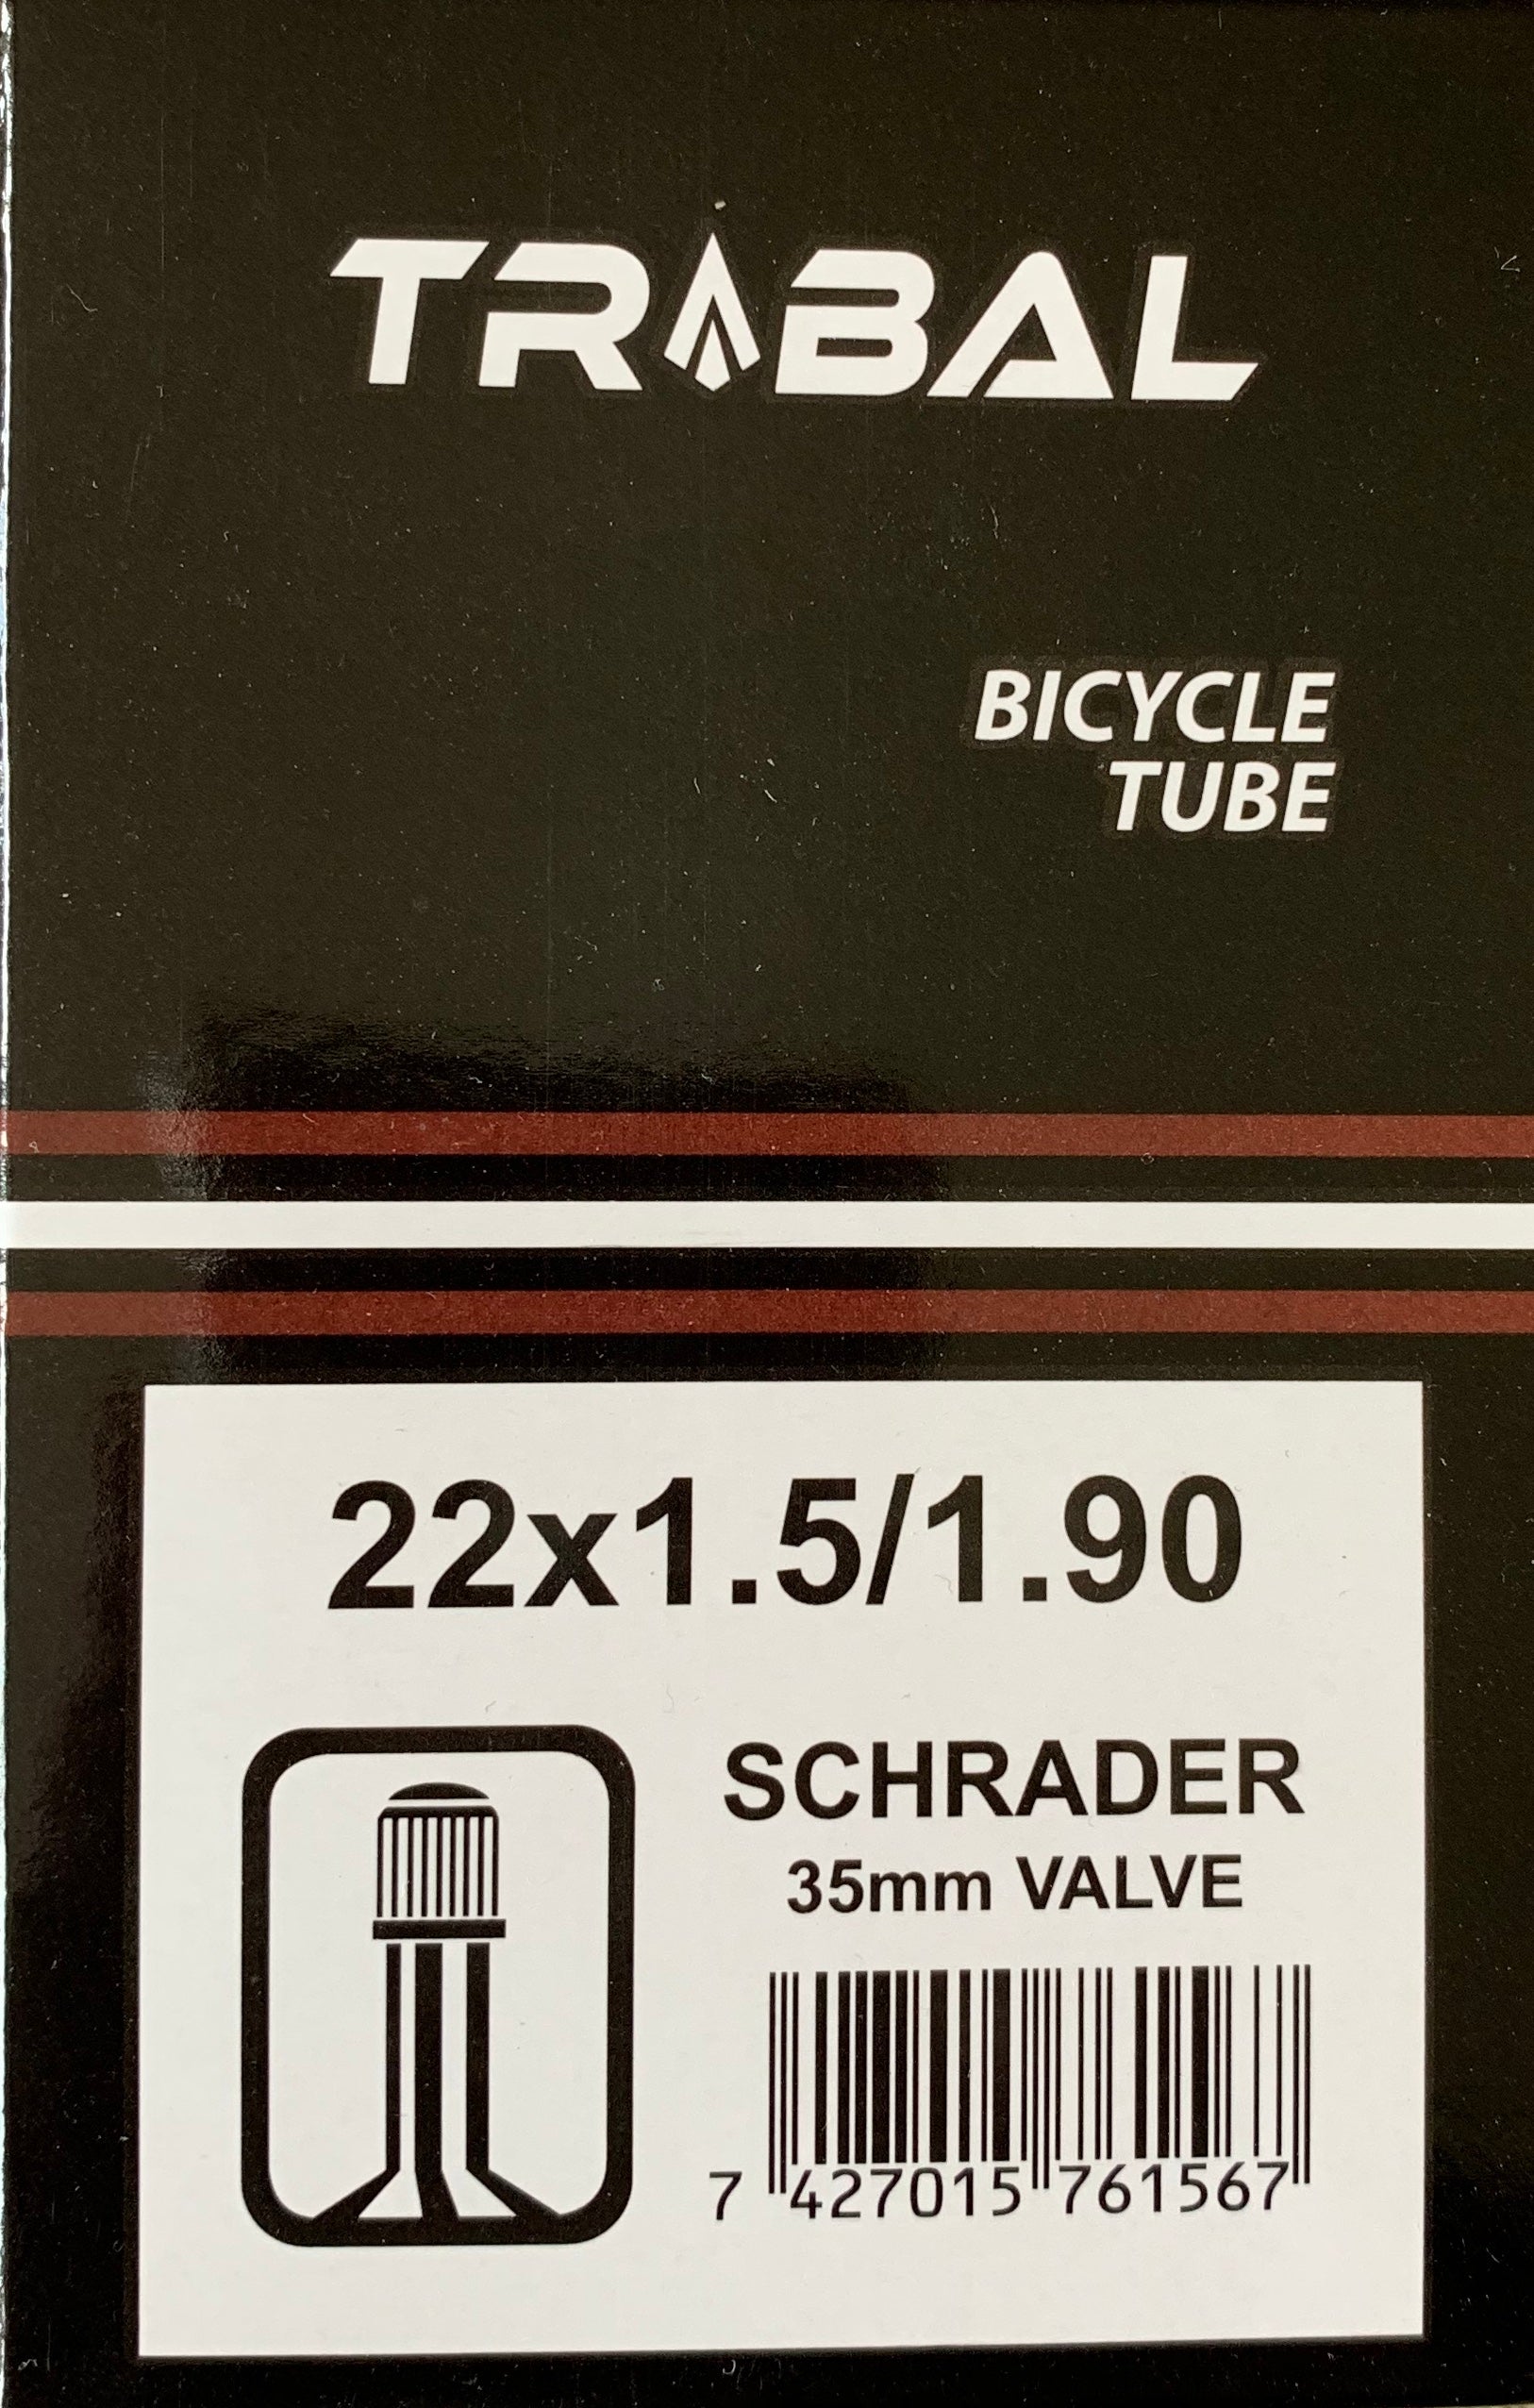 TRIBAL
BICYCLE
TUBE
22x1.5/1.90
SCHRADER
35mm VALVE
7 427015 761567